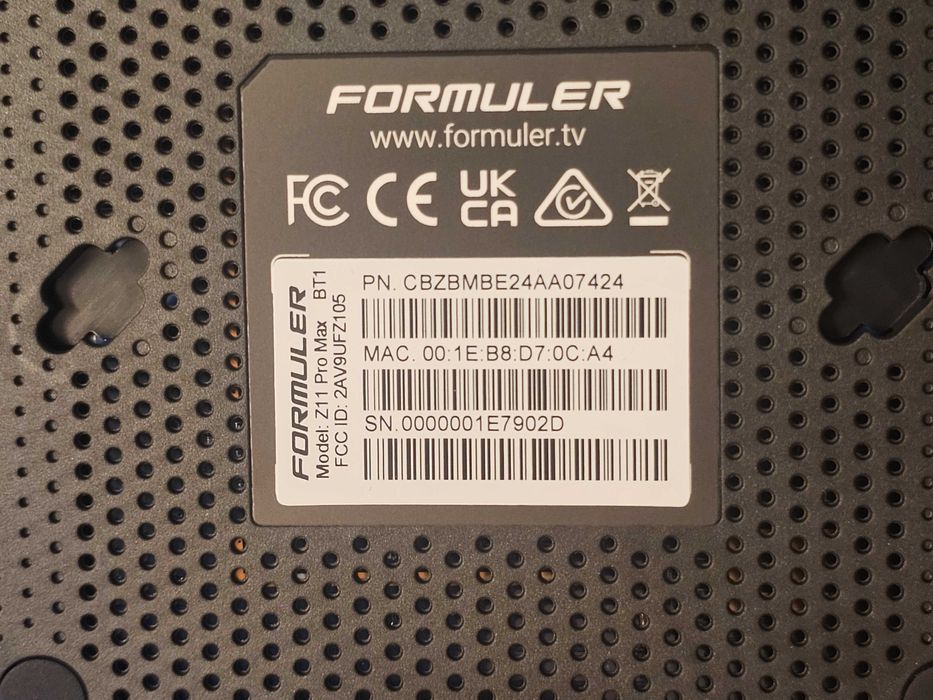 FORMULER
www.formuler.tv
FC CE UK CA
FORMULER
Model: Z11 Pro Max BT1
FCC ID: 2AV9UFZ105
PN. CBZBMBE24AA07424
MAC. 00:1E:B8:D7:0C:A4
SN.0000001E7902D